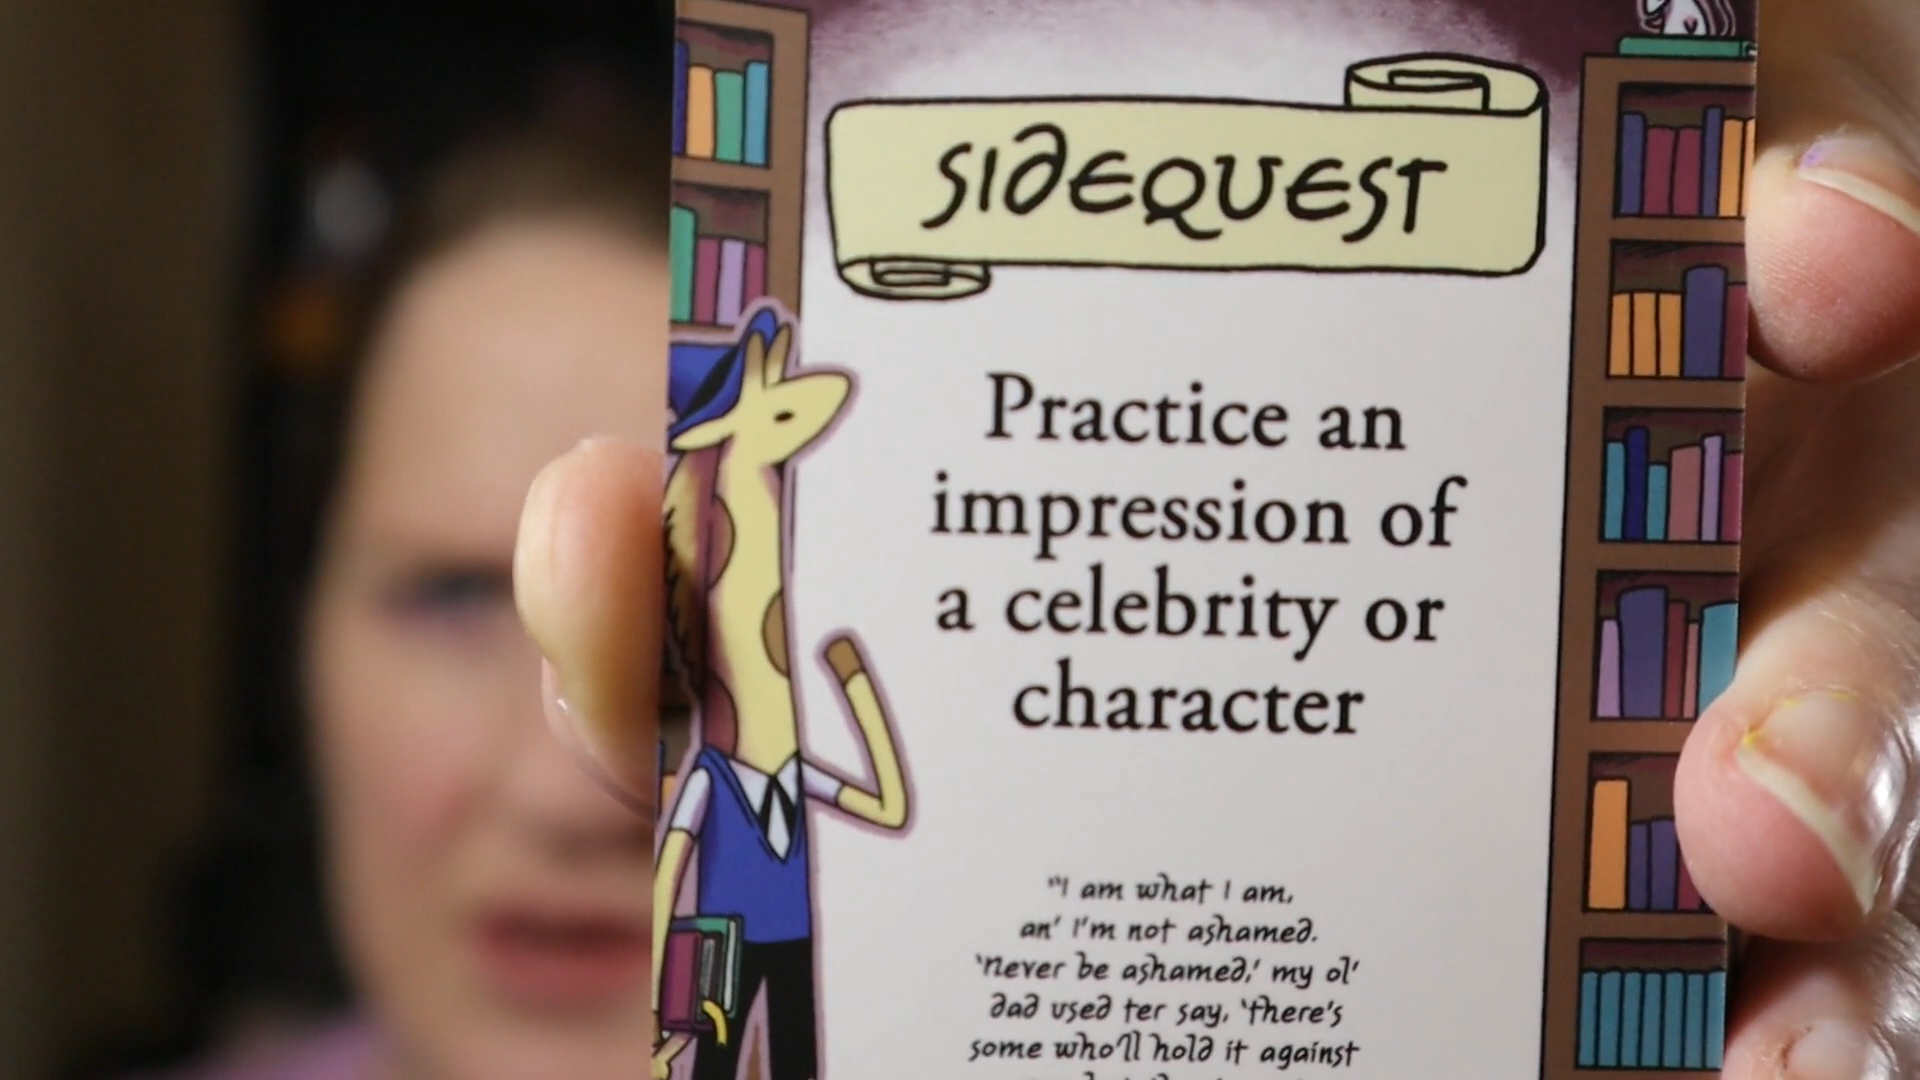 SIDEQUEST
Practice an
impression of
a celebrity or
character
"I am what I am,
an' I'm not ashamed.
'never be ashamed,' my ol'
dad used ter say, 'there's
some who'll hold it against